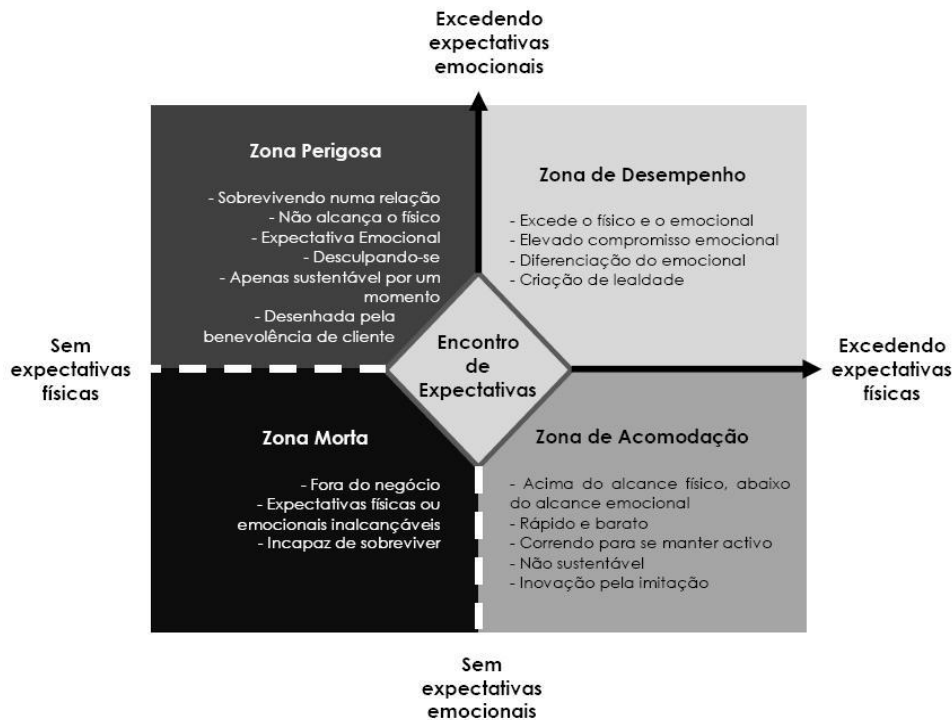 Excedendo
expectativas
emocionais
Zona Perigosa
- Sobrevivendo numa relação
- Não alcança o físico
- Expectativa Emocional
- Desculpando-se
- Apenas sustentável por um
momento
- Desenhada pela
benevolência de cliente
Zona de Desempenho
- Excede o físico e o emocional
- Elevado compromisso emocional
- Diferenciação do emocional
- Criação de lealdade
Sem
expectativas
físicas
Encontro
de
Expectativas
Excedendo
expectativas
físicas
Zona Morta
- Fora do negócio
- Expectativas físicas ou
emocionais inalcançáveis
- Incapaz de sobreviver
Zona de Acomodação
- Acima do alcance físico, abaixo
do alcance emocional
- Rápido e barato
- Correndo para se manter activo
- Não sustentável
- Inovação pela imitação
Sem
expectativas
emocionais